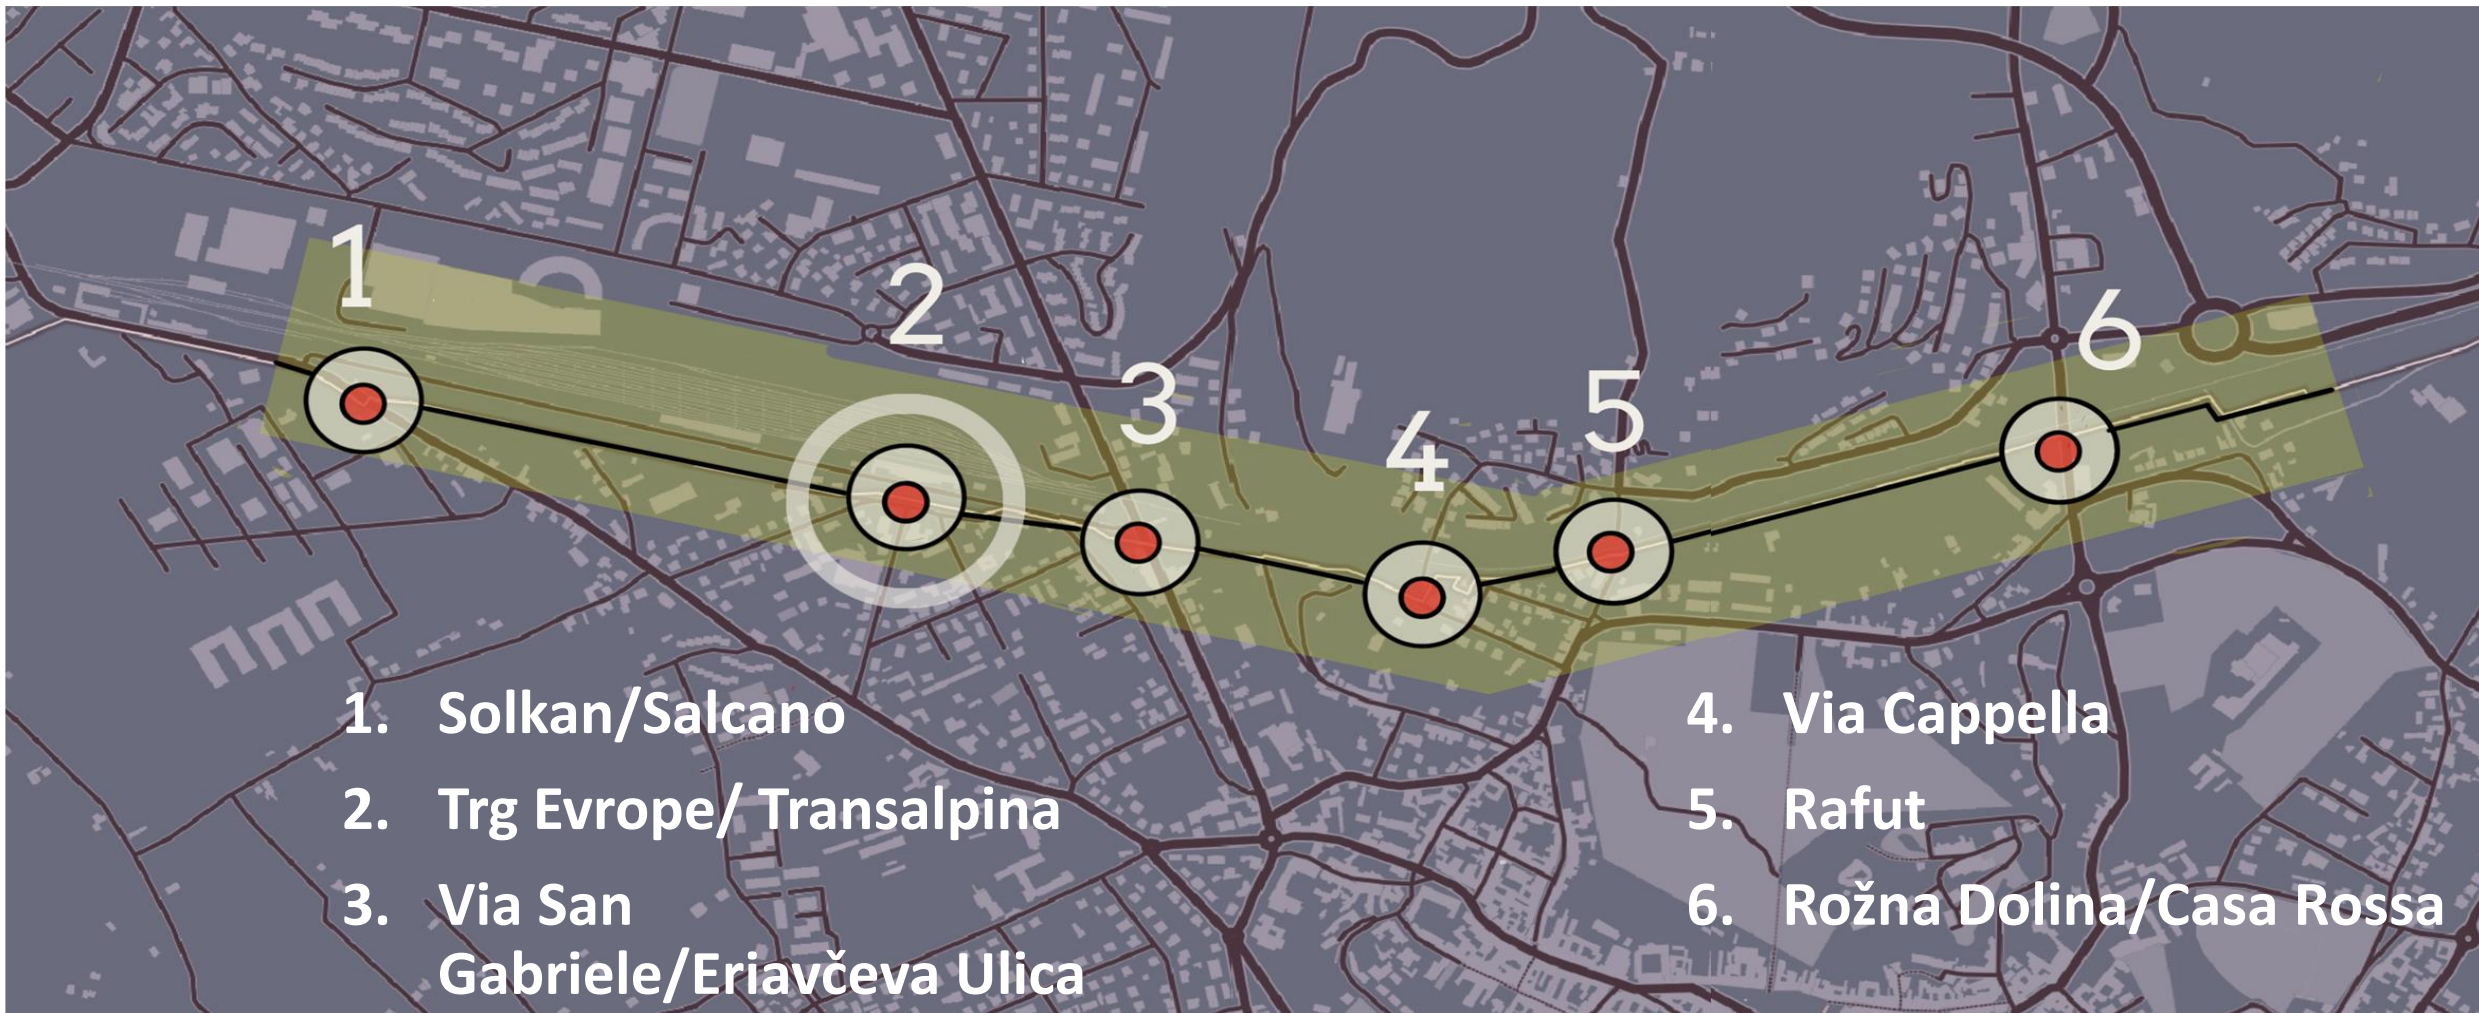 1
2
3
4
5
6
1. Solkan/Salcano
2. Trg Evrope/ Transalpina
3. Via San
Gabriele/Eriavčeva Ulica
4. Via Cappella
5. Rafut
6. Rožna Dolina/Casa Rossa